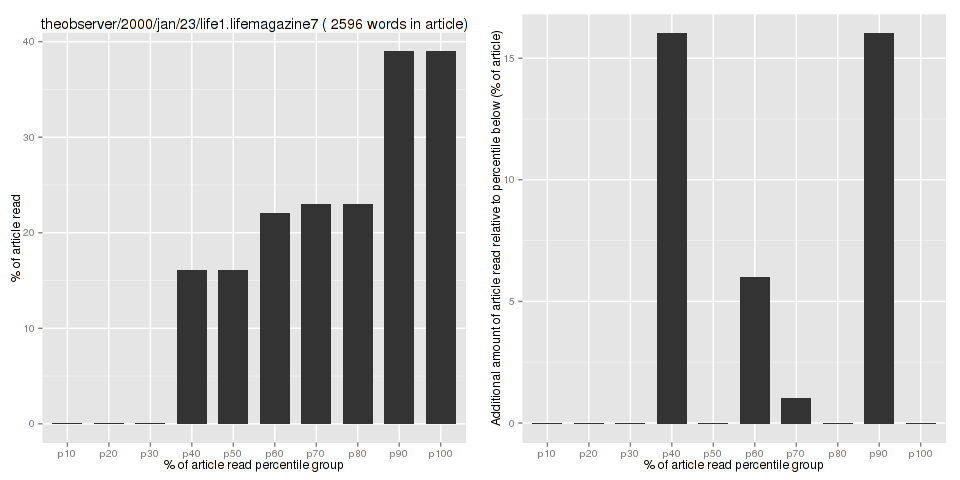 theobserver/2000/jan/23/life1.lifemagazine7 ( 2596 words in article)
% of article read
40
30
20
10
0
p10 p20 p30 p40 p50 p60 p70 p80 p90 p100
% of article read percentile group
Additional amount of article read relative to percentile below (% of article)
15
10
5
0
p10 p20 p30 p40 p50 p60 p70 p80 p90 p100
% of article read percentile group